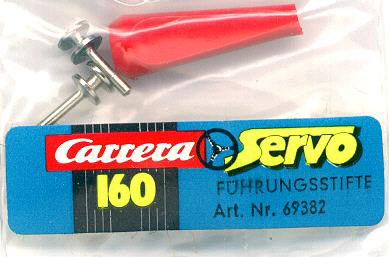 Carrera Servo
160
FÜHRUNGSSTIFTE
Art. Nr. 69382